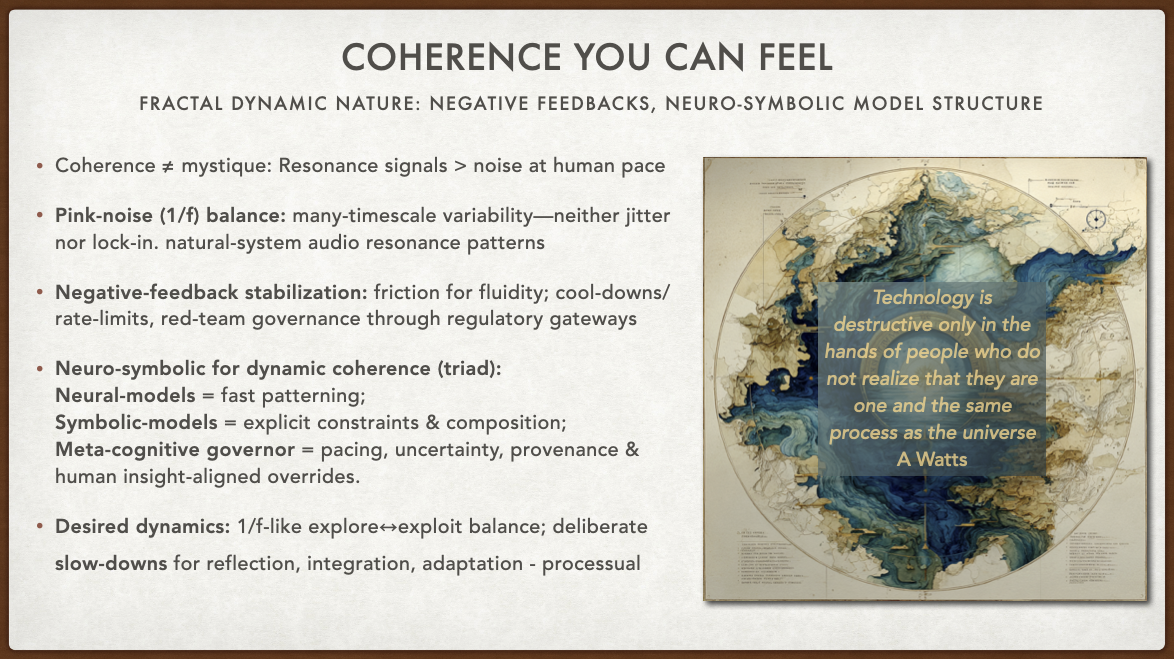 COHERENCE YOU CAN FEEL
FRACTAL DYNAMIC NATURE: NEGATIVE FEEDBACKS, NEURO-SYMBOLIC MODEL STRUCTURE
• Coherence ≠ mystique: Resonance signals > noise at human pace
• Pink-noise (1/f) balance: many-timescale variability—neither jitter
nor lock-in. natural-system audio resonance patterns
• Negative-feedback stabilization: friction for fluidity; cool-downs/
rate-limits, red-team governance through regulatory gateways
• Neuro-symbolic for dynamic coherence (triad):
Neural-models = fast patterning;
Symbolic-models = explicit constraints & composition;
Meta-cognitive governor = pacing, uncertainty, provenance &
human insight-aligned overrides.
• Desired dynamics: 1/f-like explore↔exploit balance; deliberate
slow-downs for reflection, integration, adaptation - processual
Technology is
destructive only in the
hands of people who do
not realize that they are
one and the same
process as the universe
A Watts